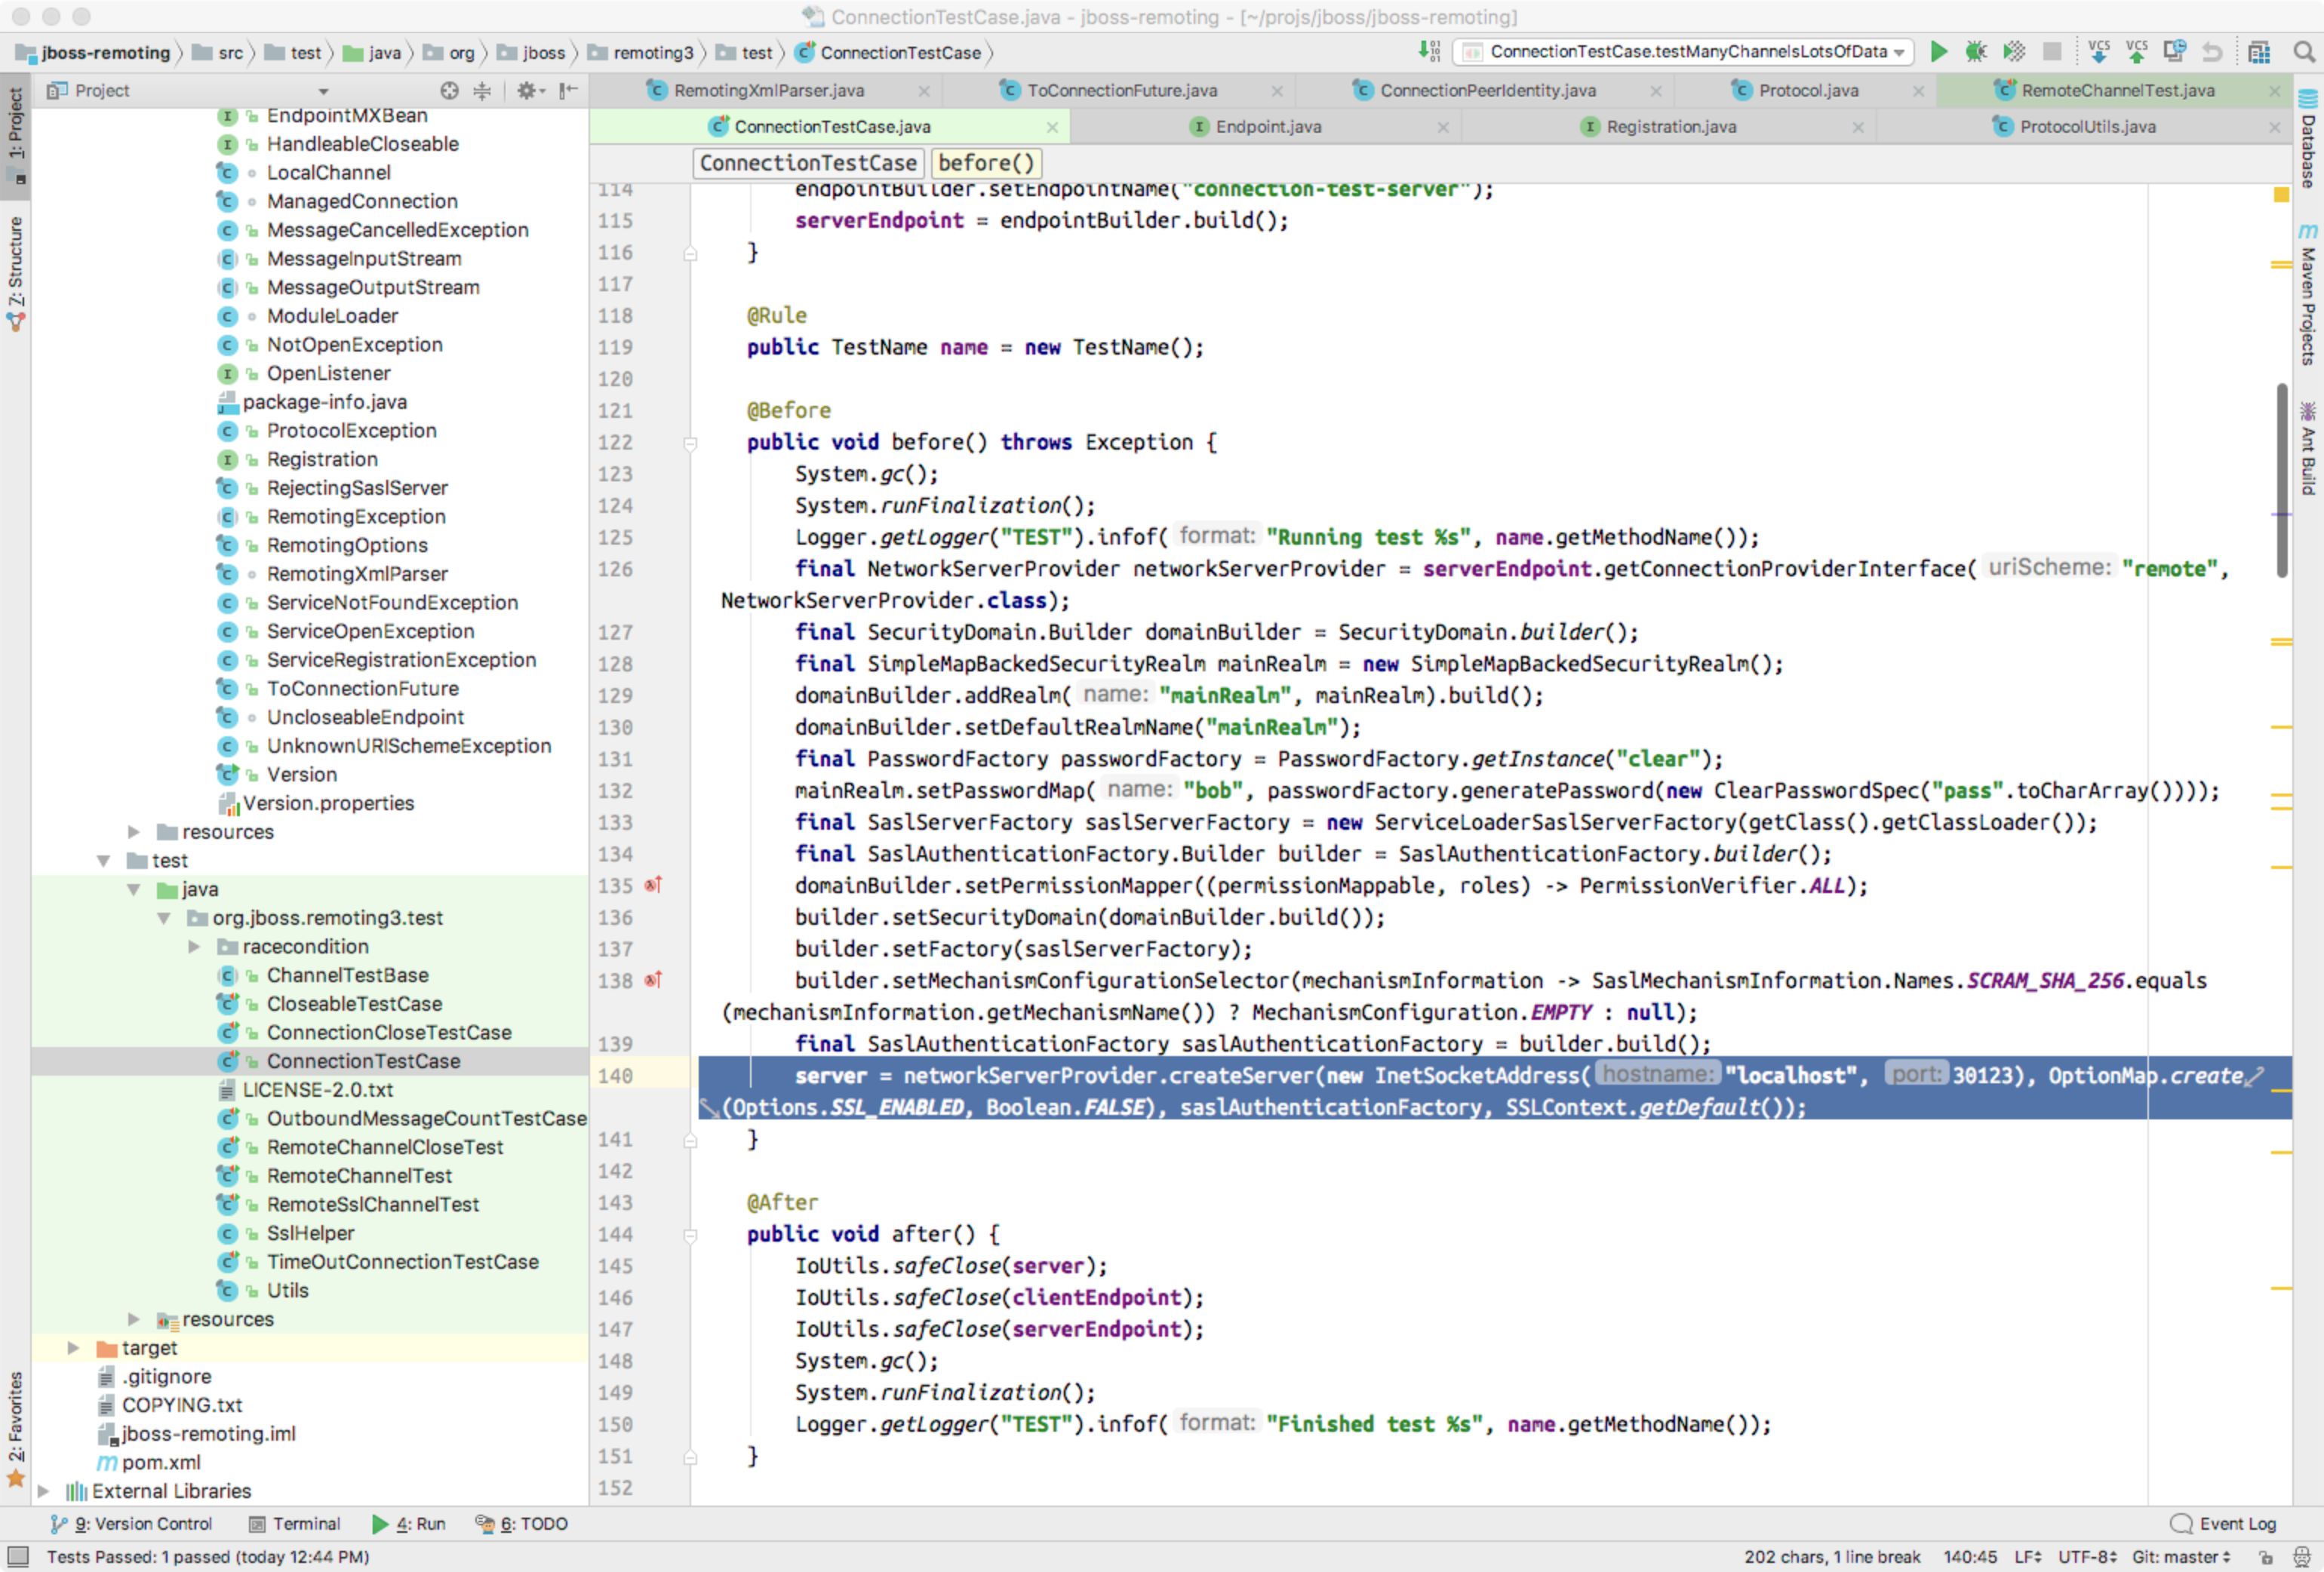 ConnectionTestCase.java - jboss-remoting - [~/projs/jboss/jboss-remoting]
jboss-remoting src test java org jboss remoting3 test ConnectionTestCase
ConnectionTestCase.testManyChannelsLotsOfData
VCS VCS
Project
1: Project
7: Structure
2: Favorites
EndpointMXBean
HandleableCloseable
LocalChannel
ManagedConnection
MessageCancelledException
MessageInputStream
MessageOutputStream
ModuleLoader
NotOpenException
OpenListener
package-info.java
ProtocolException
Registration
RejectingSaslServer
RemotingException
RemotingOptions
RemotingXmlParser
ServiceNotFoundException
ServiceOpenException
ServiceRegistrationException
ToConnectionFuture
UncloseableEndpoint
UnknownURISchemeException
Version
Version.properties
resources
test
java
org.jboss.remoting3.test
racecondition
ChannelTestBase
CloseableTestCase
ConnectionCloseTestCase
ConnectionTestCase
LICENSE-2.0.txt
OutboundMessageCountTestCase
RemoteChannelCloseTest
RemoteChannelTest
RemoteSslChannelTest
SslHelper
TimeOutConnectionTestCase
Utils
resources
target
.gitignore
COPYING.txt
jboss-remoting.iml
pom.xml
External Libraries
RemotingXmlParser.java ToConnectionFuture.java ConnectionPeerIdentity.java Protocol.java RemoteChannelTest.java
ConnectionTestCase.java Endpoint.java Registration.java ProtocolUtils.java
ConnectionTestCase before()
114 endpointBuilder.setEndpointName("connection-test-server");
115 serverEndpoint = endpointBuilder.build();
116 }
117
118 @Rule
119 public TestName name = new TestName();
120
121 @Before
122 public void before() throws Exception {
123 System.gc();
124 System.runFinalization();
125 Logger.getLogger("TEST").infof( format: "Running test %s", name.getMethodName());
126 final NetworkServerProvider networkServerProvider = serverEndpoint.getConnectionProviderInterface( uriScheme: "remote",
NetworkServerProvider.class);
127 final SecurityDomain.Builder domainBuilder = SecurityDomain.builder();
128 final SimpleMapBackedSecurityRealm mainRealm = new SimpleMapBackedSecurityRealm();
129 domainBuilder.addRealm( name: "mainRealm", mainRealm).build();
130 domainBuilder.setDefaultRealmName("mainRealm");
131 final PasswordFactory passwordFactory = PasswordFactory.getInstance("clear");
132 mainRealm.setPasswordMap( name: "bob", passwordFactory.generatePassword(new ClearPasswordSpec("pass".toCharArray())));
133 final SaslServerFactory saslServerFactory = new ServiceLoaderSaslServerFactory(getClass().getClassLoader());
134 final SaslAuthenticationFactory.Builder builder = SaslAuthenticationFactory.builder();
135 domainBuilder.setPermissionMapper((permissionMappable, roles) -> PermissionVerifier.ALL);
136 builder.setSecurityDomain(domainBuilder.build());
137 builder.setFactory(saslServerFactory);
138 builder.setMechanismConfigurationSelector(mechanismInformation -> SaslMechanismInformation.Names.SCRAM_SHA_256.equals
(mechanismInformation.getMechanismName()) ? MechanismConfiguration.EMPTY : null);
139 final SaslAuthenticationFactory saslAuthenticationFactory = builder.build();
140 server = networkServerProvider.createServer(new InetSocketAddress( hostname: "localhost", port: 30123), OptionMap.create
(Options.SSL_ENABLED, Boolean.FALSE), saslAuthenticationFactory, SSLContext.getDefault());
141 }
142
143 @After
144 public void after() {
145 IoUtils.safeClose(server);
146 IoUtils.safeClose(clientEndpoint);
147 IoUtils.safeClose(serverEndpoint);
148 System.gc();
149 System.runFinalization();
150 Logger.getLogger("TEST").infof( format: "Finished test %s", name.getMethodName());
151 }
152
Database
Maven Projects
Ant Build
9: Version Control Terminal 4: Run 6: TODO Event Log
Tests Passed: 1 passed (today 12:44 PM) 202 chars, 1 line break 140:45 LF UTF-8 Git: master